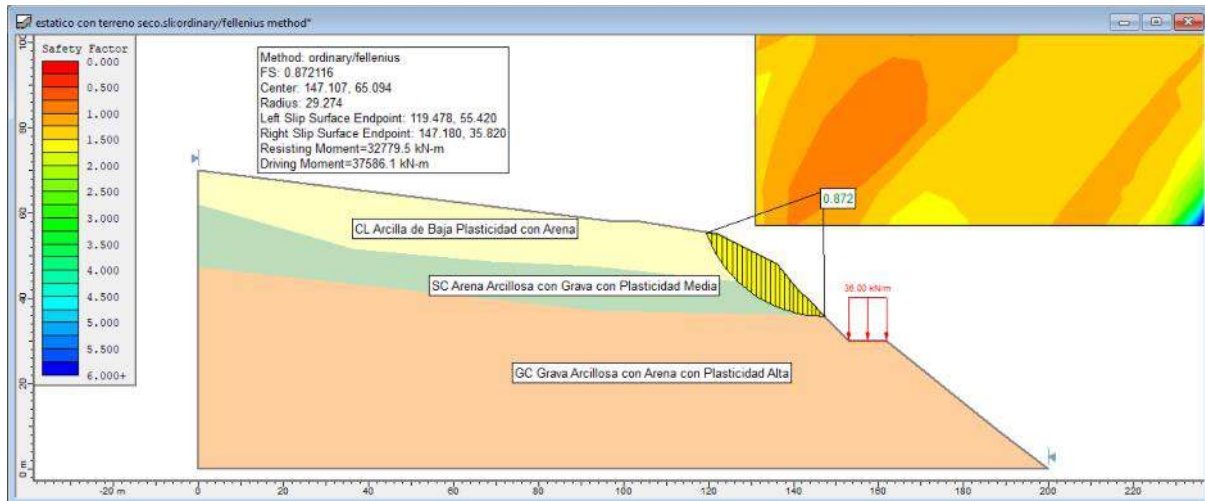 estatico con terreno seco.sli:ordinary/fellenius method*
Safety Factor
0.000
0.500
1.000
1.500
2.000
2.500
3.000
3.500
4.000
4.500
5.000
5.500
6.000+
Method: ordinary/fellenius
FS: 0.872116
Center: 147.107, 65.094
Radius: 29.274
Left Slip Surface Endpoint: 119.478, 55.420
Right Slip Surface Endpoint: 147.180, 35.820
Resisting Moment=32779.5 kN-m
Driving Moment=37586.1 kN-m
0.872
CL Arcilla de Baja Plasticidad con Arena
SC Arena Arcillosa con Grava con Plasticidad Media
36.00 kN/m
GC Grava Arcillosa con Arena con Plasticidad Alta
100
80
60
40
20
0 m
-20 m
0
20
40
60
80
100
120
140
160
180
200
220